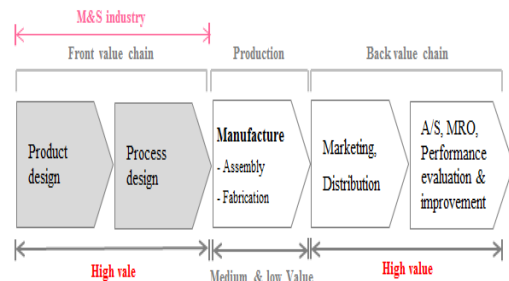 M&S industry
Front value chain
Production
Back value chain
Product
design
Process
design
Manufacture
- Assembly
- Fabrication
Marketing,
Distribution
A/S, MRO,
Performance
evaluation &
improvement
High vale
Medium & low Value
High value